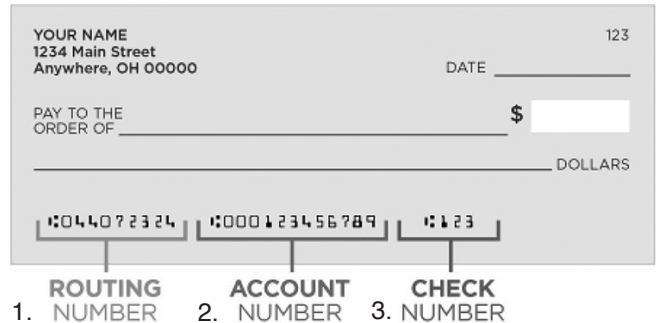 YOUR NAME 123
1234 Main Street
Anywhere, OH 00000
DATE
PAY TO THE
ORDER OF $
DOLLARS
⑆044072324 ⑆000123456789 ⑆123
ROUTING ACCOUNT CHECK
1. NUMBER 2. NUMBER 3. NUMBER